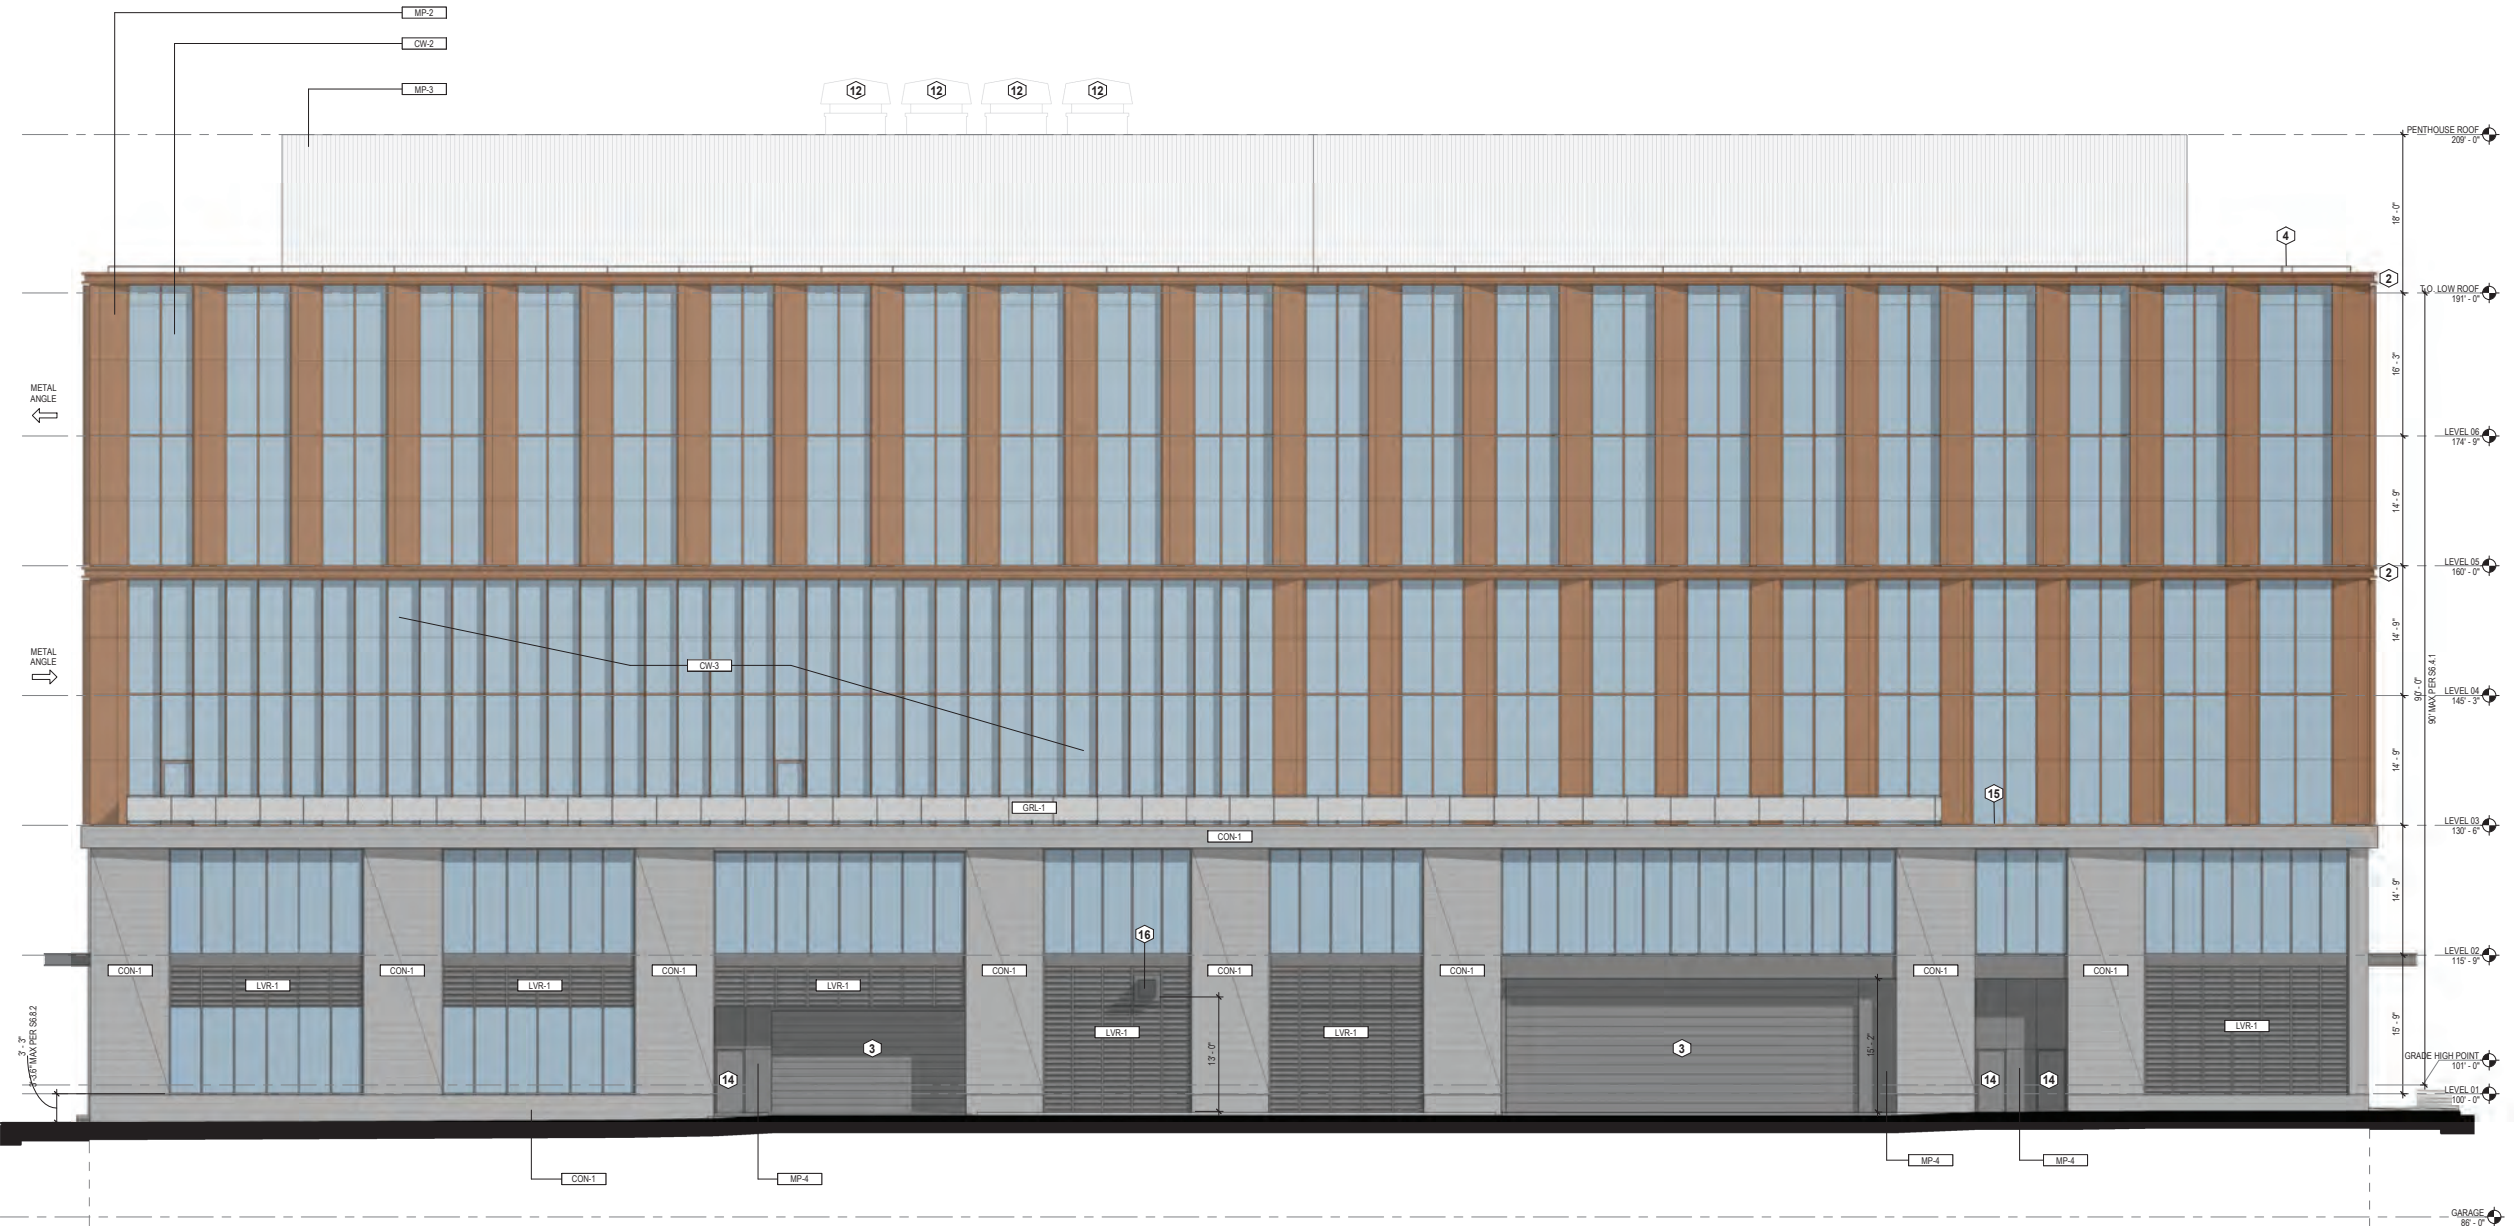 MP-2
CW-2
MP-3
12 12 12 12
PENTHOUSE ROOF
209' - 0"
18' - 0"
4
2
T.O. LOW ROOF
191' - 0"
16' - 3"
METAL
ANGLE
LEVEL 06
174' - 9"
14' - 9"
LEVEL 05
160' - 0"
2
14' - 9"
METAL
ANGLE
CW-3
90' - 0"
90' MAX PER S6.4.1
LEVEL 04
145' - 3"
14' - 9"
15
GRL-1
LEVEL 03
130' - 6"
CON-1
14' - 9"
16
LEVEL 02
115' - 9"
CON-1 CON-1 CON-1 CON-1 CON-1 CON-1 CON-1 CON-1
LVR-1 LVR-1 LVR-1
LVR-1 LVR-1 LVR-1
15' - 9"
3' - 3"
MAX PER S6.8.2
3 3
13' - 0"
15' - 2"
GRADE HIGH POINT
101' - 0"
14 14 14
LEVEL 01
100' - 0"
MP-4 MP-4
CON-1 MP-4
GARAGE
86' - 0"